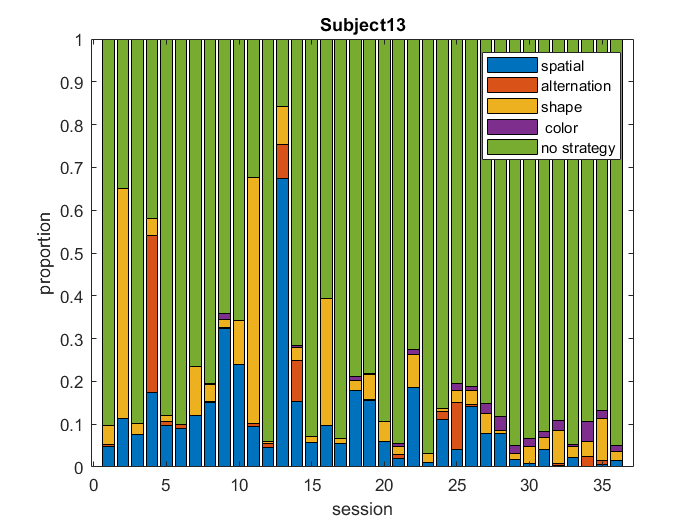 Subject13
1
0.9
0.8
0.7
0.6
0.5
0.4
0.3
0.2
0.1
0
proportion
spatial
alternation
shape
color
no strategy
0 5 10 15 20 25 30 35
session